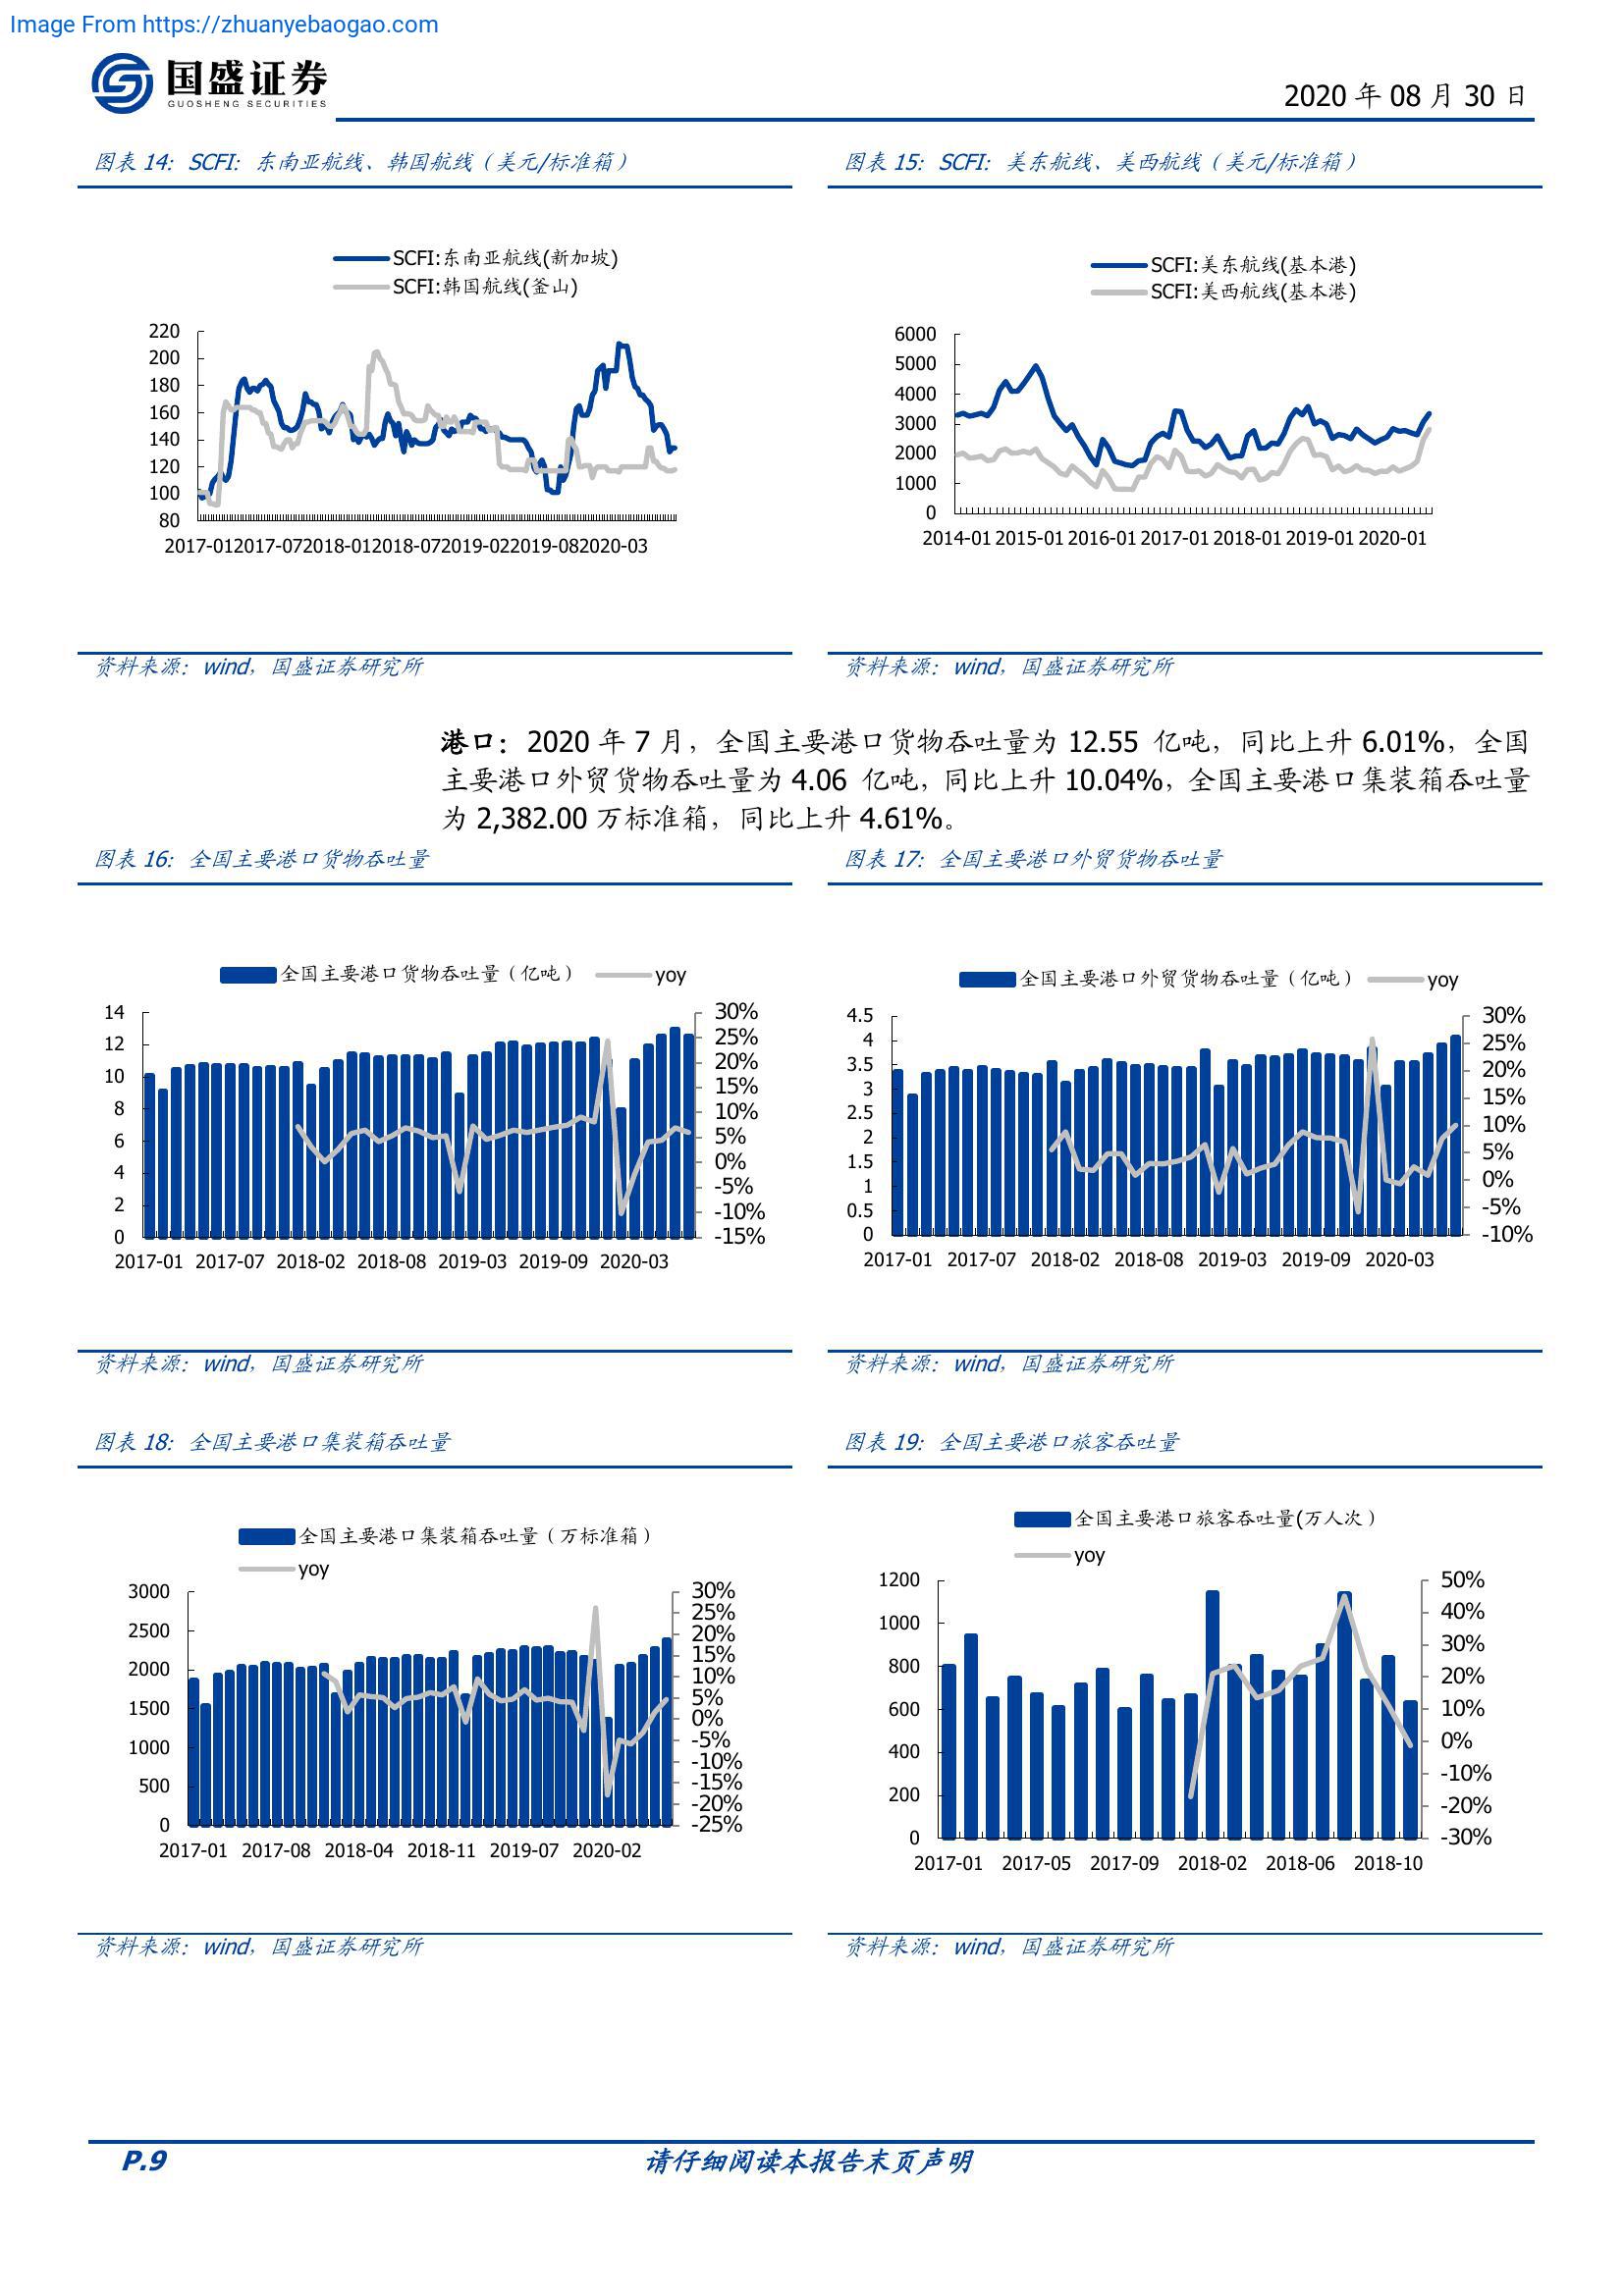 Image From https://zhuanyebaogao.com
国盛证券
GUOSHENG SECURITIES
2020 年 08 月 30 日
图表 14： SCFI：东南亚航线、韩国航线（美元/标准箱）
图表 15： SCFI：美东航线、美西航线（美元/标准箱）
SCFI:东南亚航线(新加坡)
SCFI:韩国航线(釜山)
220
200
180
160
140
120
100
80
2017-01 2017-07 2018-01 2018-07 2019-02 2019-08 2020-03
SCFI:美东航线(基本港)
SCFI:美西航线(基本港)
6000
5000
4000
3000
2000
1000
0
2014-01 2015-01 2016-01 2017-01 2018-01 2019-01 2020-01
资料来源：wind，国盛证券研究所
资料来源：wind，国盛证券研究所
港口：2020 年 7 月，全国主要港口货物吞吐量为 12.55 亿吨，同比上升 6.01%，全国
主要港口外贸货物吞吐量为 4.06 亿吨，同比上升 10.04%，全国主要港口集装箱吞吐量
为 2,382.00 万标准箱，同比上升 4.61%。
图表 16：全国主要港口货物吞吐量
图表 17：全国主要港口外贸货物吞吐量
全国主要港口货物吞吐量（亿吨） yoy
14
12
10
8
6
4
2
0
30%
25%
20%
15%
10%
5%
0%
-5%
-10%
-15%
2017-01 2017-07 2018-02 2018-08 2019-03 2019-09 2020-03
全国主要港口外贸货物吞吐量（亿吨） yoy
4.5
4
3.5
3
2.5
2
1.5
1
0.5
0
30%
25%
20%
15%
10%
5%
0%
-5%
-10%
2017-01 2017-07 2018-02 2018-08 2019-03 2019-09 2020-03
资料来源：wind，国盛证券研究所
资料来源：wind，国盛证券研究所
图表 18：全国主要港口集装箱吞吐量
图表 19：全国主要港口旅客吞吐量
全国主要港口集装箱吞吐量（万标准箱）
yoy
3000
2500
2000
1500
1000
500
0
30%
25%
20%
15%
10%
5%
0%
-5%
-10%
-15%
-20%
-25%
2017-01 2017-08 2018-04 2018-11 2019-07 2020-02
全国主要港口旅客吞吐量(万人次）
yoy
1200
1000
800
600
400
200
0
50%
40%
30%
20%
10%
0%
-10%
-20%
-30%
2017-01 2017-05 2017-09 2018-02 2018-06 2018-10
资料来源：wind，国盛证券研究所
资料来源：wind，国盛证券研究所
P.9
请仔细阅读本报告末页声明